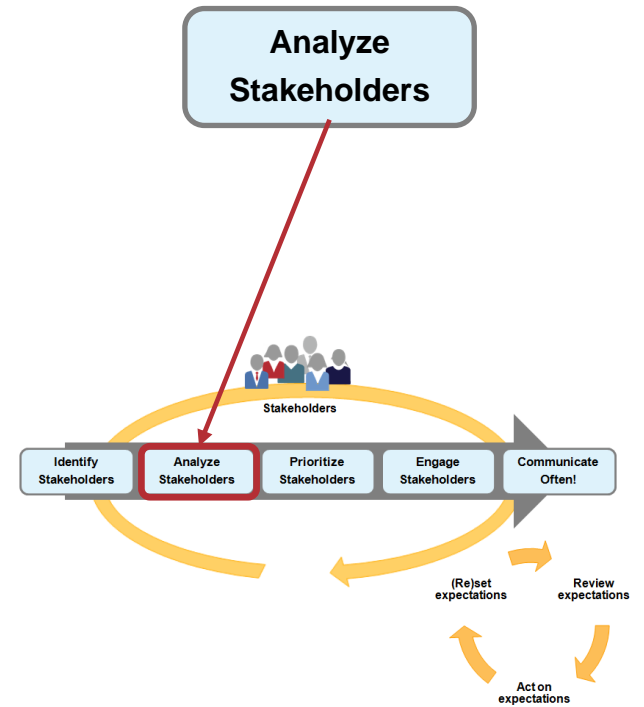 Analyze
Stakeholders
Stakeholders
Identify
Stakeholders
Analyze
Stakeholders
Prioritize
Stakeholders
Engage
Stakeholders
Communicate
Often!
(Re)set
expectations
Review
expectations
Act on
expectations